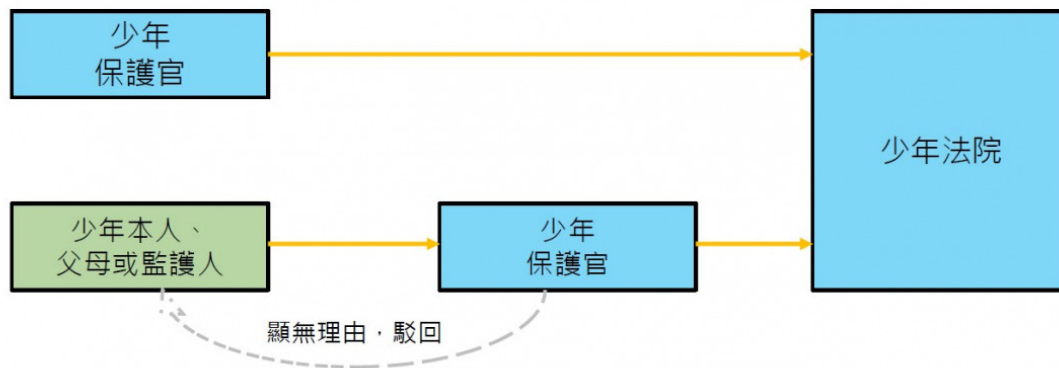 少年
保護官
少年法院
少年本人、
父母或監護人
少年
保護官
顯無理由，駁回